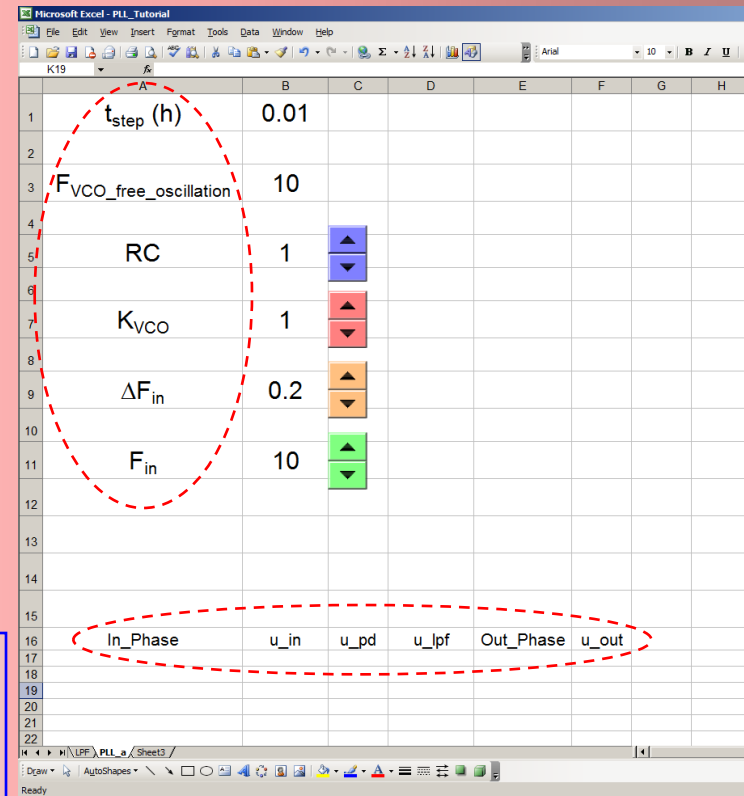 Microsoft Excel - PLL_Tutorial
File Edit View Insert Format Tools Data Window Help
Arial 10 B I U
K19 fx
A B C D E F G H
1 tstep (h) 0.01
2
3 FVCO_free_oscillation 10
4
5 RC 1
6
7 KVCO 1
8
9 ΔFin 0.2
10
11 Fin 10
12
13
14
15
16 In_Phase u_in u_pd u_lpf Out_Phase u_out
17
18
19
20
21
22
LPF PLL_a Sheet3
Draw AutoShapes
Ready